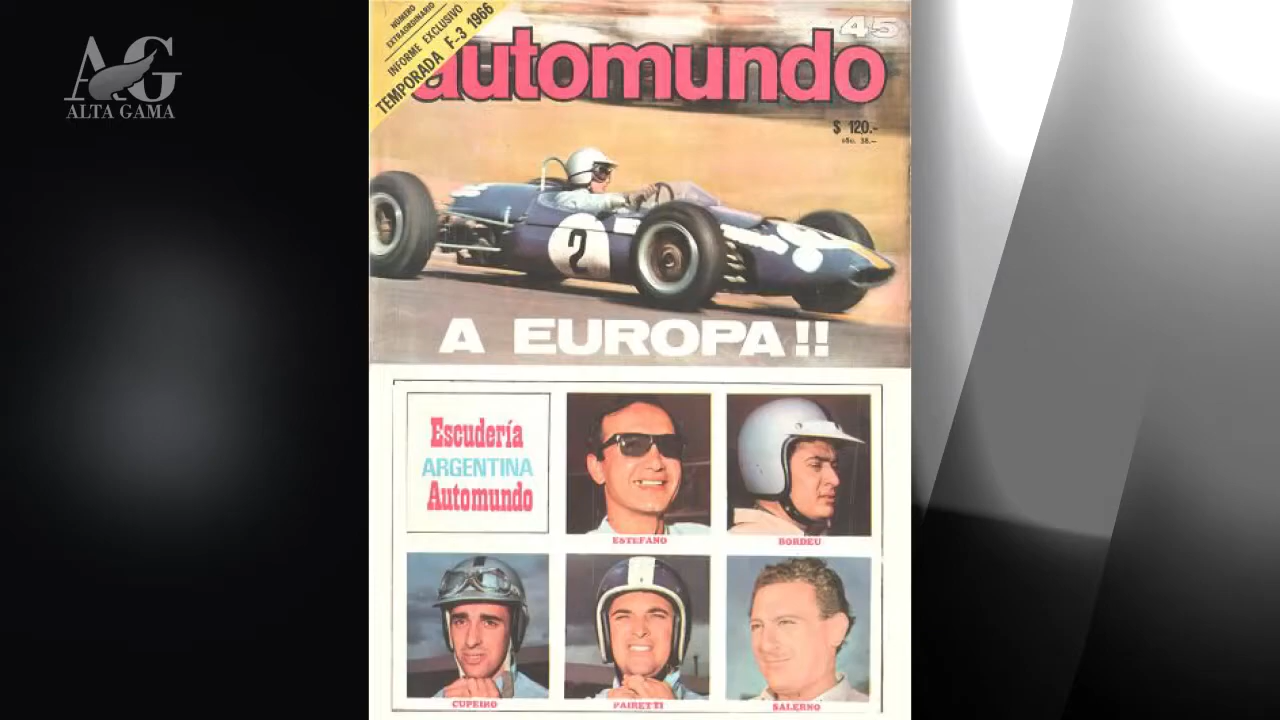 AG
ALTA GAMA
NÚMERO
EXTRAORDINARIO
INFORME EXCLUSIVO
TEMPORADA F-3 1966
automundo
45
$ 120.-
A EUROPA!!
2
Escudería
ARGENTINA
Automundo
ESTEFANO
BORDEU
CUPEIRO
PAIRETTI
SALERNO